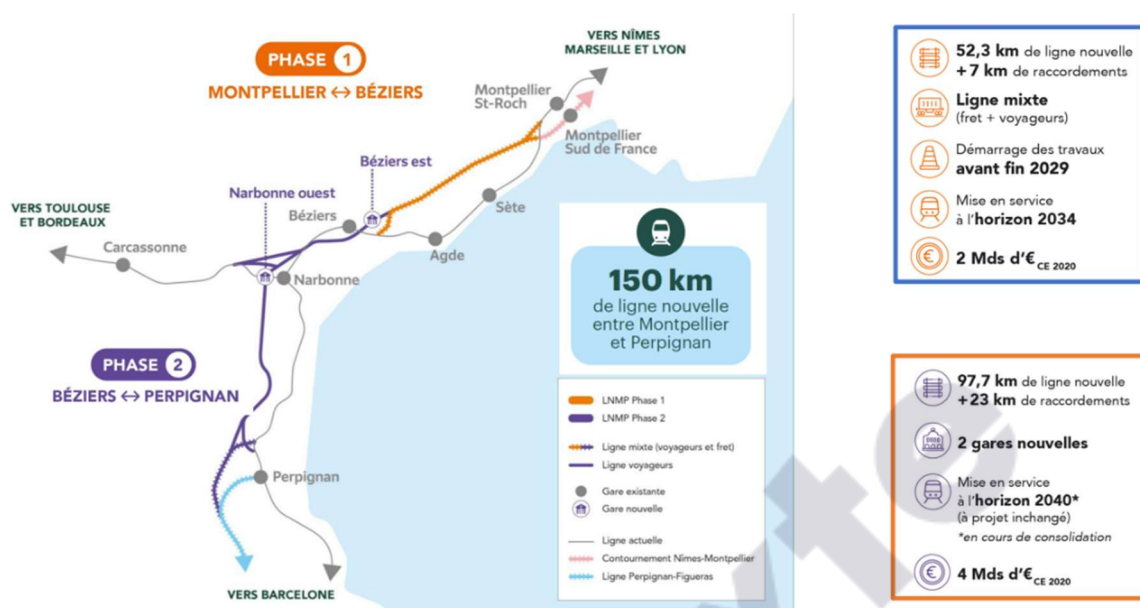 PHASE 1
MONTPELLIER ↔ BÉZIERS
VERS NÎMES
MARSEILLE ET LYON
Montpellier
St-Roch
Montpellier
Sud de France
Béziers est
Narbonne ouest
Béziers
Sète
Agde
VERS TOULOUSE
ET BORDEAUX
Carcassonne
Narbonne
PHASE 2
BÉZIERS ↔ PERPIGNAN
Perpignan
VERS BARCELONE
150 km
de ligne nouvelle
entre Montpellier
et Perpignan
LNMP Phase 1
LNMP Phase 2
Ligne mixte (voyageurs et fret)
Ligne voyageurs
Gare existante
Gare nouvelle
Ligne actuelle
Contournement Nîmes-Montpellier
Ligne Perpignan-Figueras
52,3 km de ligne nouvelle
+7 km de raccordements
Ligne mixte
(fret + voyageurs)
Démarrage des travaux
avant fin 2029
Mise en service
à l'horizon 2034
2 Mds d'€ CE 2020
97,7 km de ligne nouvelle
+23 km de raccordements
2 gares nouvelles
Mise en service
à l'horizon 2040*
(à projet inchangé)
*en cours de consolidation
4 Mds d'€ CE 2020